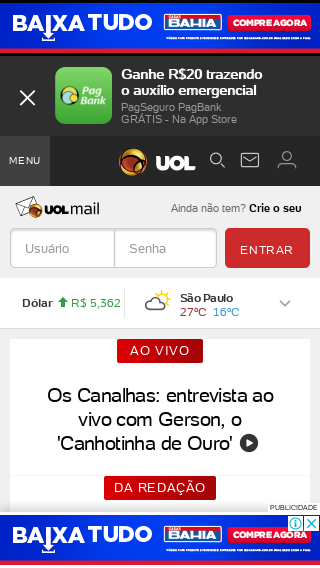 BAIXA TUDO
CASAS
BAHIA
COMPRE AGORA
Ganhe R$20 trazendo
o auxílio emergencial
Pag
Bank
PagSeguro PagBank
GRÁTIS - Na App Store
MENU
UOL
UOL mail
Ainda não tem? Crie o seu
Usuário
Senha
ENTRAR
Dólar R$ 5,362
São Paulo
27ºC 16ºC
AO VIVO
Os Canalhas: entrevista ao
vivo com Gerson, o
'Canhotinha de Ouro'
DA REDAÇÃO
PUBLICIDADE
BAIXA TUDO
CASAS
BAHIA
COMPRE AGORA